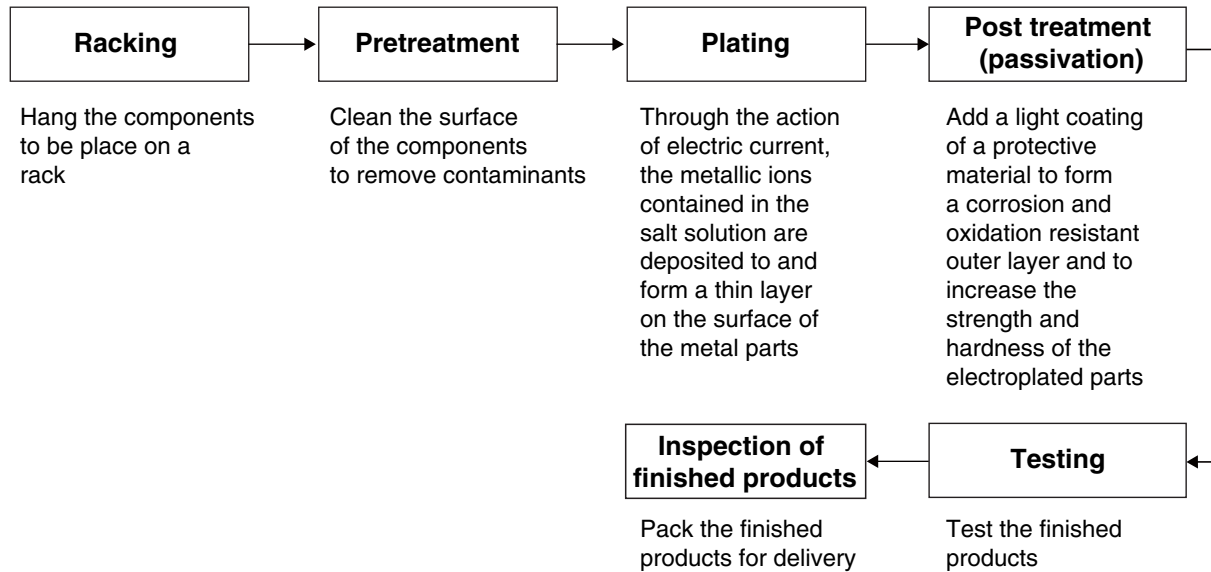 Racking
Hang the components
to be place on a
rack
Pretreatment
Clean the surface
of the components
to remove contaminants
Plating
Through the action
of electric current,
the metallic ions
contained in the
salt solution are
deposited to and
form a thin layer
on the surface of
the metal parts
Post treatment
(passivation)
Add a light coating
of a protective
material to form
a corrosion and
oxidation resistant
outer layer and to
increase the
strength and
hardness of the
electroplated parts
Testing
Test the finished
products
Inspection of
finished products
Pack the finished
products for delivery